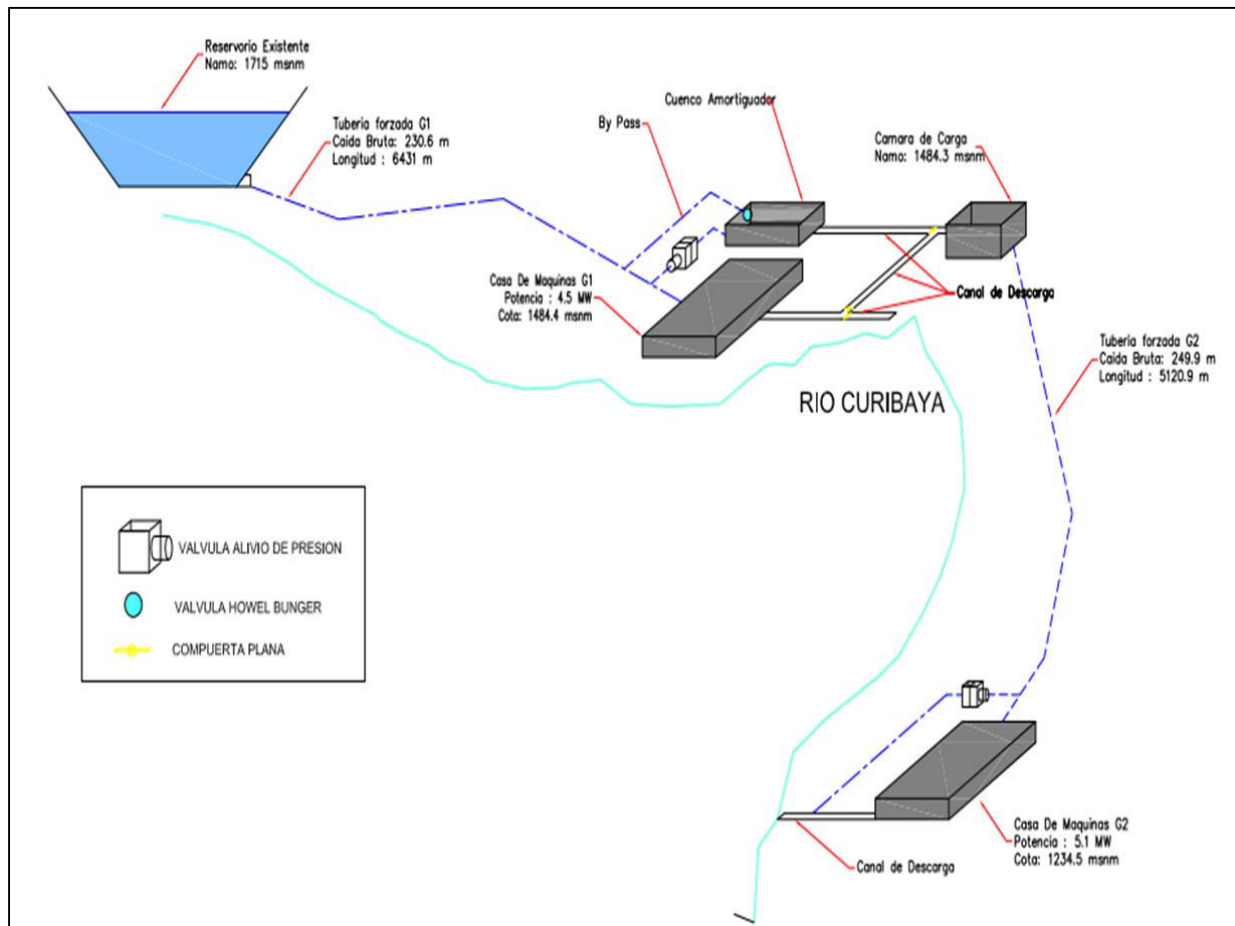 Reservorio Existente
Namo: 1715 msnm
Tuberia forzada G1
Caida Bruta: 230.6 m
Longitud : 6431 m
By Pass
Cuenco Amortiguador
Camara de Carga
Namo: 1484.3 msnm
Casa De Maquinas G1
Potencia : 4.5 MW
Cota: 1484.4 msnm
Canal de Descarga
Tuberia forzada G2
Caida Bruta: 249.9 m
Longitud : 5120.9 m
RIO CURIBAYA
VALVULA ALIVIO DE PRESION
VALVULA HOWEL BUNGER
COMPUERTA PLANA
Casa De Maquinas G2
Potencia : 5.1 MW
Cota: 1234.5 msnm
Canal de Descarga